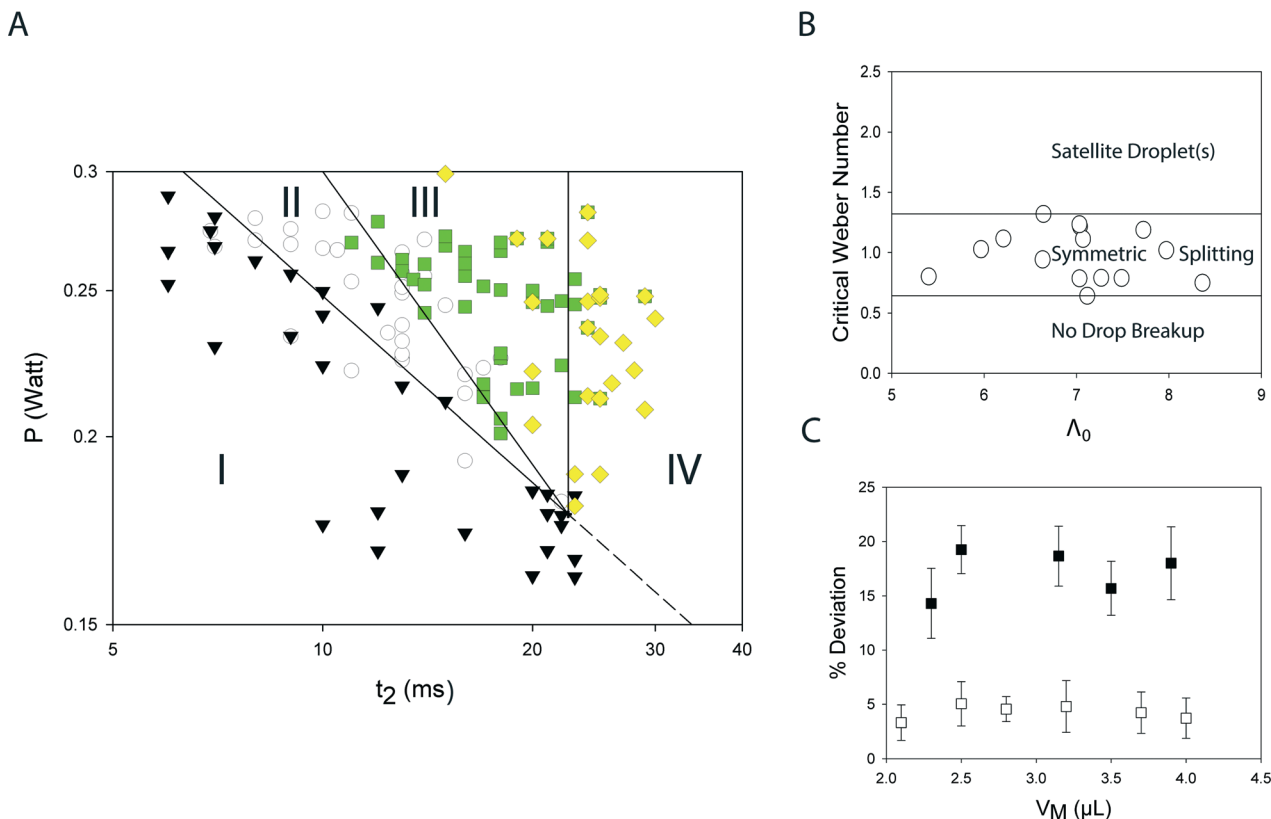 A
0.3
0.25
0.2
0.15
P (Watt)
5
10
20
30
40
t2 (ms)
I
II
III
IV
B
2.5
2.0
1.5
1.0
0.5
0.0
Critical Weber Number
Satellite Droplet(s)
Symmetric Splitting
No Drop Breakup
5
6
7
8
9
Λ0
C
25
20
15
10
5
0
% Deviation
2.0
2.5
3.0
3.5
4.0
4.5
VM (µL)